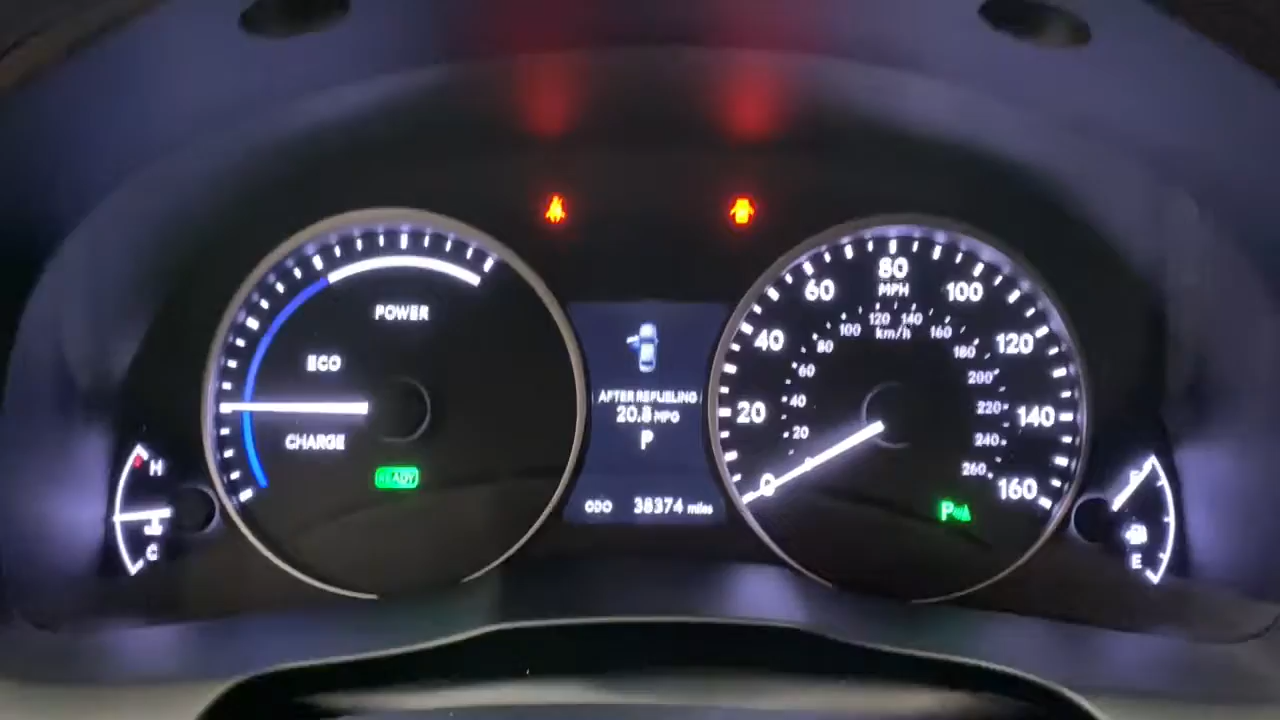 POWER
ECO
CHARGE
READY
H
C
AFTER REFUELING
20.8 MPG
P
ODO 38374 miles
0
20
40
60
80
100
120
140
160
MPH
km/h
20
40
60
80
100
120
140
160
180
200
220
240
260
P
E